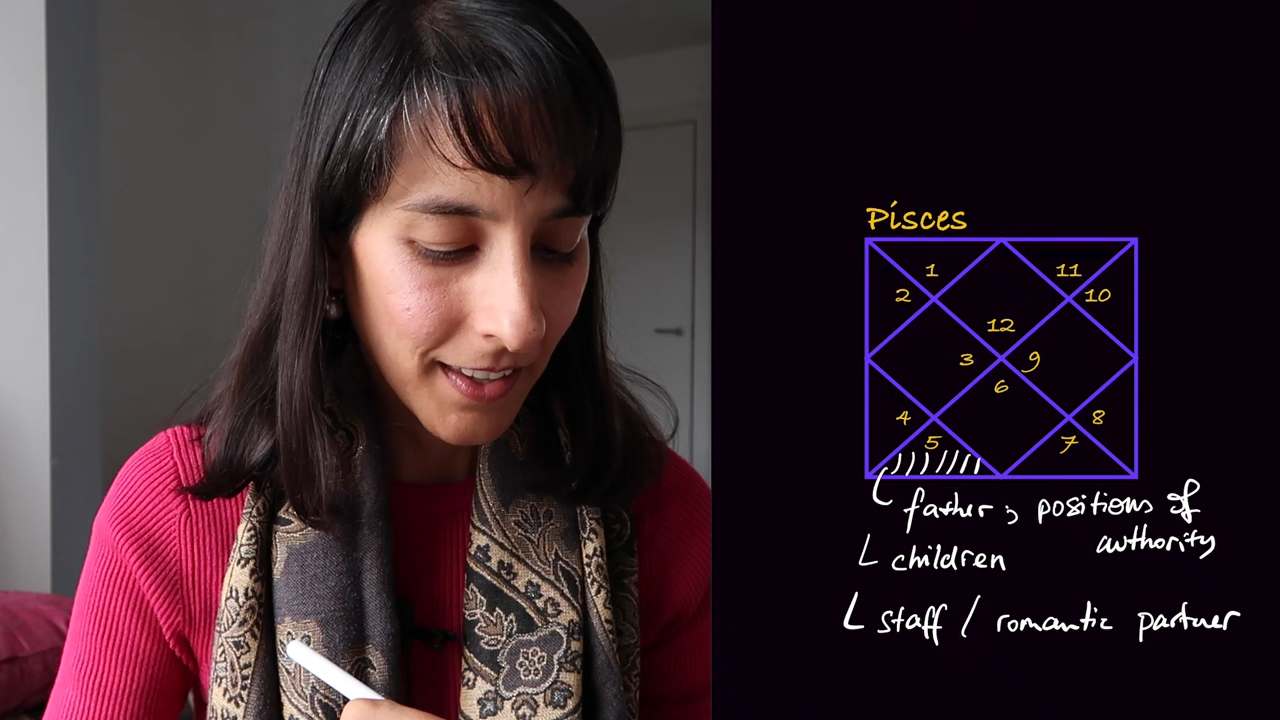 Pisces
1 11
2 10
12
3 9
6
4 8
5 7
father, positions of
authority
children
staff / romantic partner